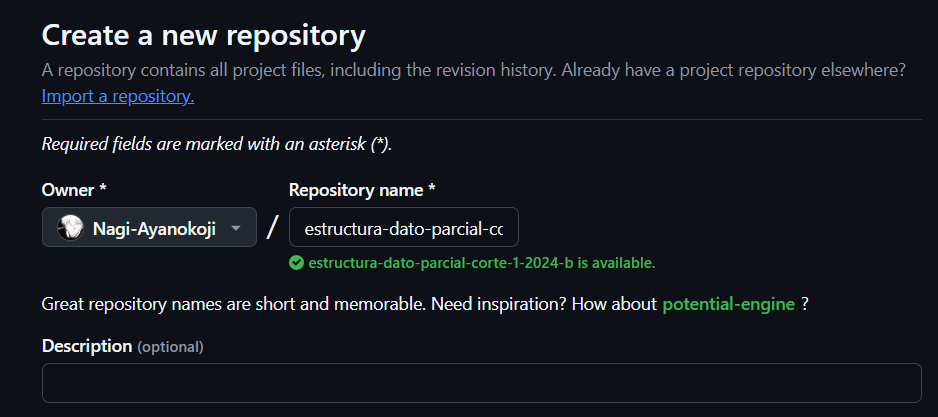 Create a new repository
A repository contains all project files, including the revision history. Already have a project repository elsewhere?
Import a repository.
Required fields are marked with an asterisk (*).
Owner *
Repository name *
Nagi-Ayanokoji
/
estructura-dato-parcial-cc
estructura-dato-parcial-corte-1-2024-b is available.
Great repository names are short and memorable. Need inspiration? How about potential-engine ?
Description (optional)